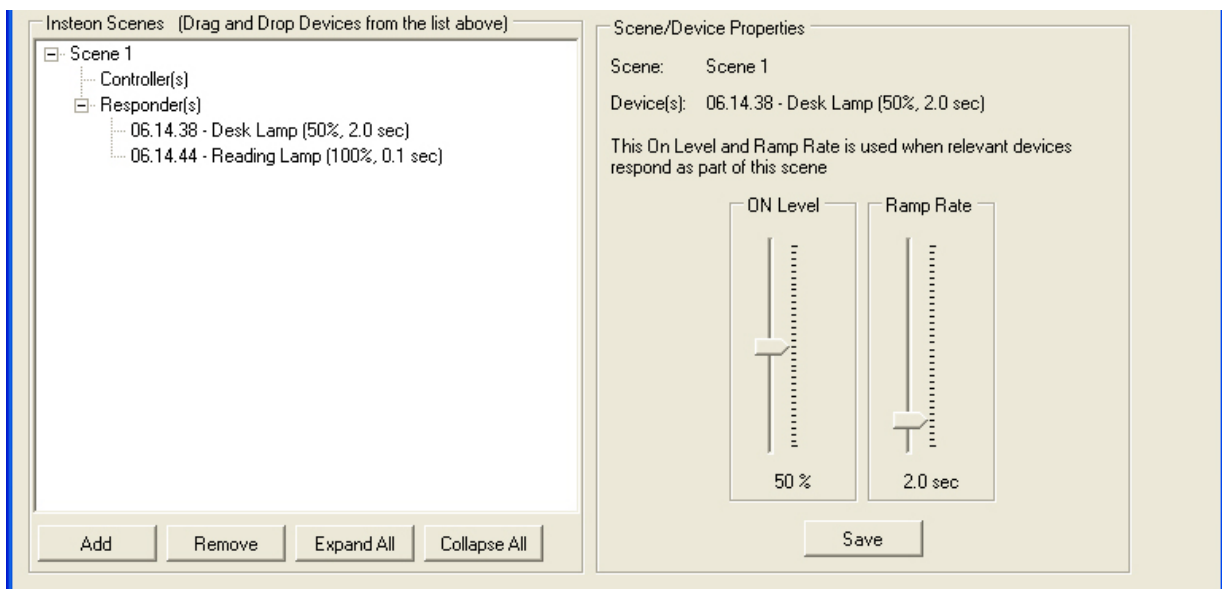 Insteon Scenes   (Drag and Drop Devices from the list above)
Scene 1
Controller(s)
Responder(s)
06.14.38 - Desk Lamp (50%, 2.0 sec)
06.14.44 - Reading Lamp (100%, 0.1 sec)
Add
Remove
Expand All
Collapse All
Scene/Device Properties
Scene: Scene 1
Device(s): 06.14.38 - Desk Lamp (50%, 2.0 sec)
This On Level and Ramp Rate is used when relevant devices
respond as part of this scene
ON Level
Ramp Rate
50 %
2.0 sec
Save